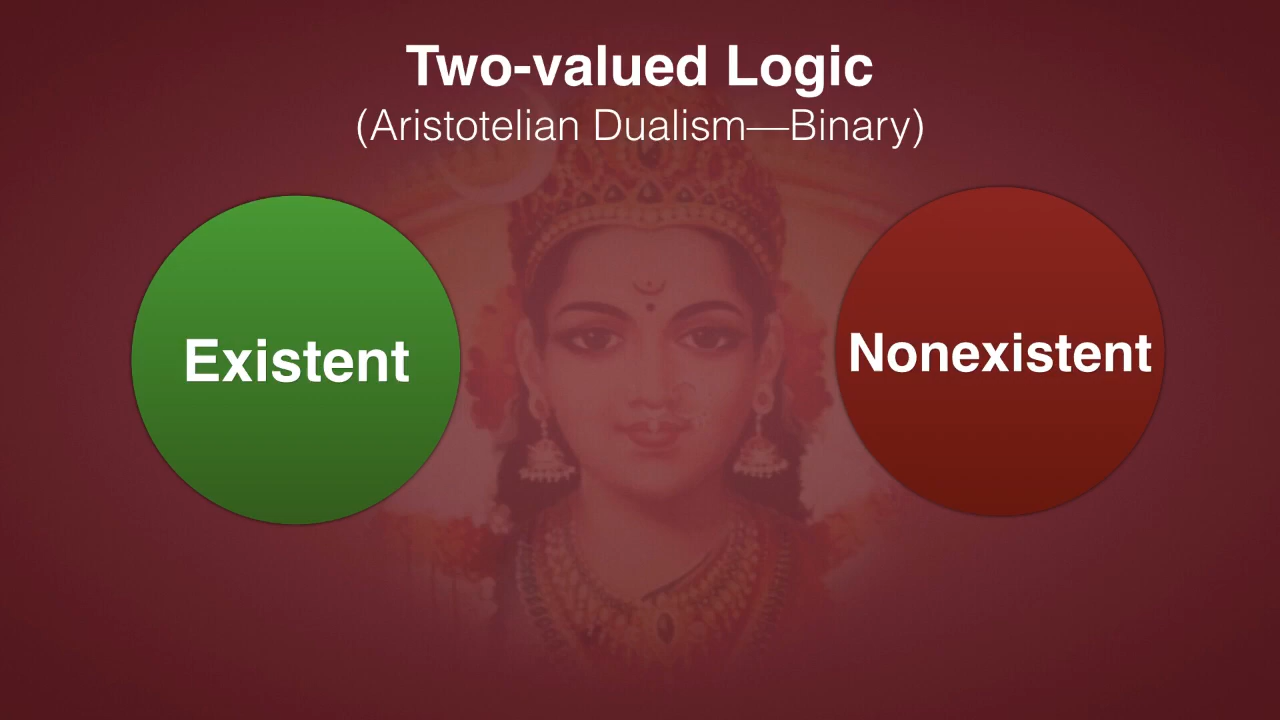 Two-valued Logic
(Aristotelian Dualism—Binary)
Existent
Nonexistent